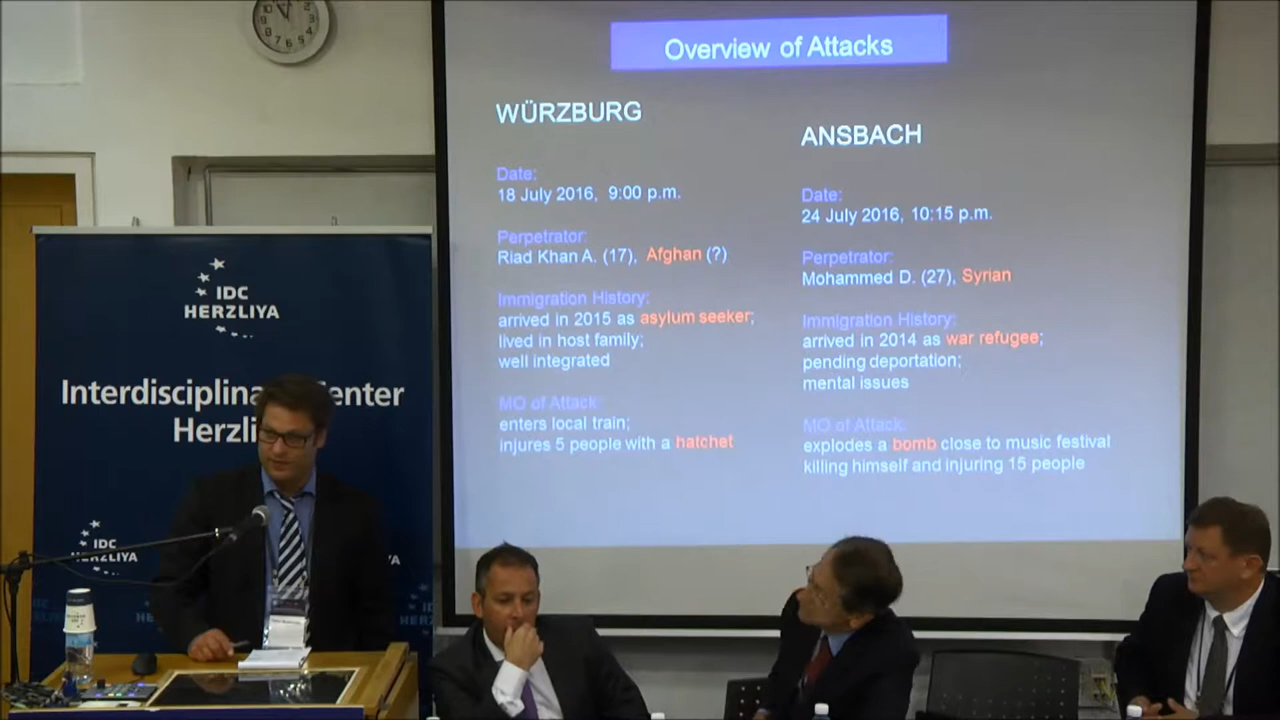 Overview of Attacks
WÜRZBURG
Date:
18 July 2016, 9:00 p.m.
Perpetrator:
Riad Khan A. (17), Afghan (?)
Immigration History:
arrived in 2015 as asylum seeker;
lived in host family;
well integrated
MO of Attack:
enters local train;
injures 5 people with a hatchet
ANSBACH
Date:
24 July 2016, 10:15 p.m.
Perpetrator:
Mohammed D. (27), Syrian
Immigration History:
arrived in 2014 as war refugee;
pending deportation;
mental issues
MO of Attack:
explodes a bomb close to music festival
killing himself and injuring 15 people
IDC
HERZLIYA
Interdisciplina enter
Herzli
IDC
HERZLIYA
IDC
HERZLIYA